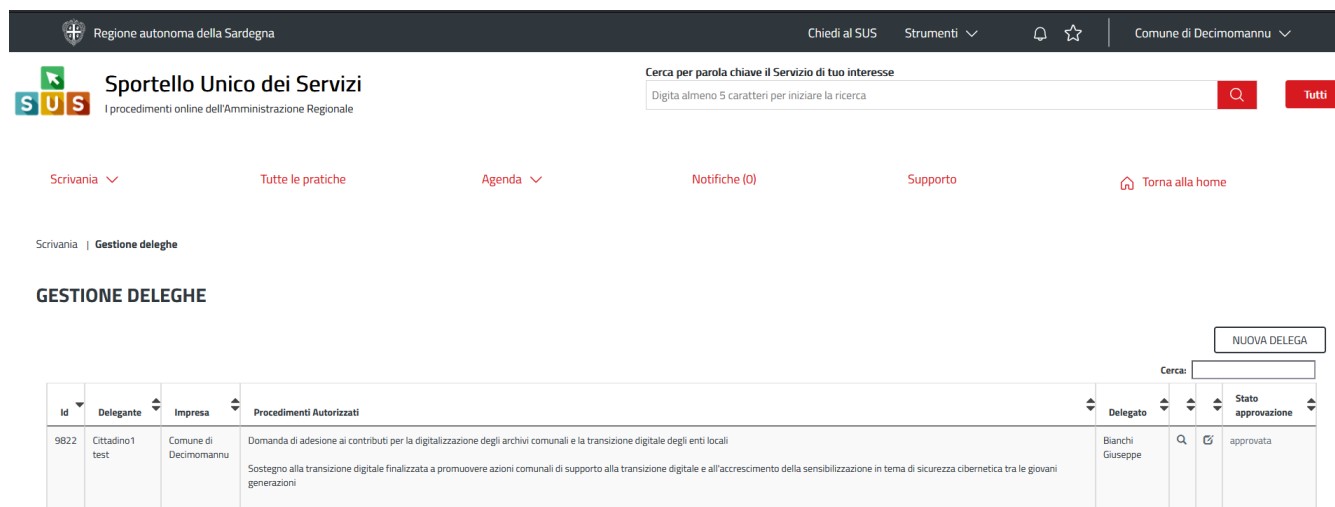 Regione autonoma della Sardegna
Chiedi al SUS
Strumenti
Comune di Decimomannu
SUS
Sportello Unico dei Servizi
I procedimenti online dell'Amministrazione Regionale
Cerca per parola chiave il Servizio di tuo interesse
Digita almeno 5 caratteri per iniziare la ricerca
Tutti
Scrivania
Tutte le pratiche
Agenda
Notifiche (0)
Supporto
Torna alla home
Scrivania | Gestione deleghe
GESTIONE DELEGHE
NUOVA DELEGA
Cerca:
Id
Delegante
Impresa
Procedimenti Autorizzati
Delegato
Stato
approvazione
9822
Cittadino1
test
Comune di
Decimomannu
Domanda di adesione ai contributi per la digitalizzazione degli archivi comunali e la transizione digitale degli enti locali
Sostegno alla transizione digitale finalizzata a promuovere azioni comunali di supporto alla transizione digitale e all'accrescimento della sensibilizzazione in tema di sicurezza cibernetica tra le giovani
generazioni
Bianchi
Giuseppe
approvata